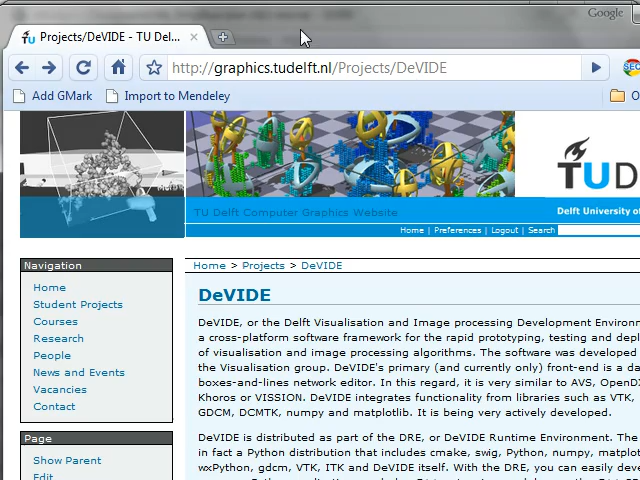 Google
Projects/DeVIDE - TU Del...
http://graphics.tudelft.nl/Projects/DeVIDE
Add GMark
Import to Mendeley
O
TU Delft Computer Graphics Website
TUD
Delft University of
Home | Preferences | Logout | Search
Navigation
Home
Student Projects
Courses
Research
People
News and Events
Vacancies
Contact
Page
Show Parent
Edit
Home > Projects > DeVIDE
DeVIDE
DeVIDE, or the Delft Visualisation and Image processing Development Environ
a cross-platform software framework for the rapid prototyping, testing and depl
of visualisation and image processing algorithms. The software was developed
the Visualisation group. DeVIDE's primary (and currently only) front-end is a da
boxes-and-lines network editor. In this regard, it is very similar to AVS, OpenD
Khoros or VISSION. DeVIDE integrates functionality from libraries such as VTK,
GDCM, DCMTK, numpy and matplotlib. It is being very actively developed.
DeVIDE is distributed as part of the DRE, or DeVIDE Runtime Environment. The
in fact a Python distribution that includes cmake, swig, Python, numpy, matplot
wxPython, gdcm, VTK, ITK and DeVIDE itself. With the DRE, you can easily deve